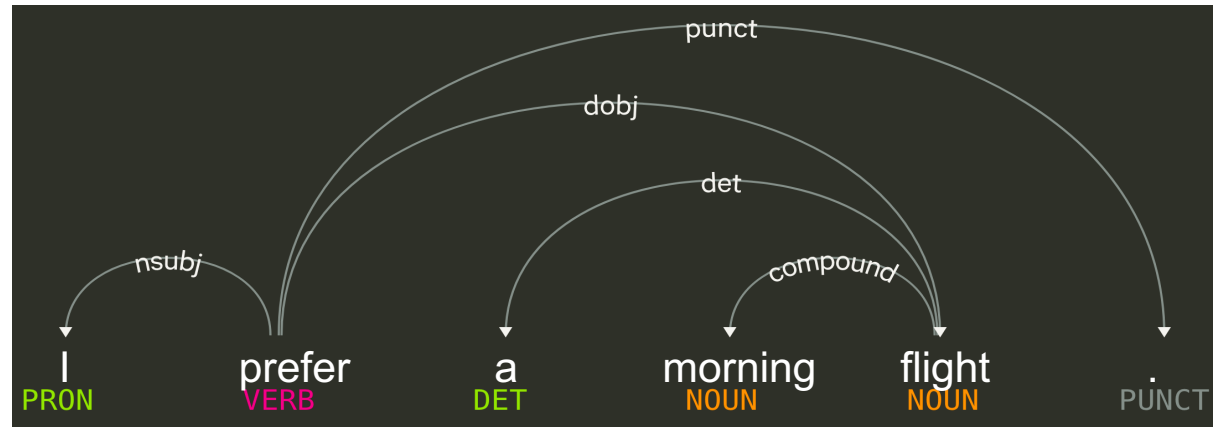 punct
dobj
det
nsubj compound
I prefer a morning flight .
PRON VERB DET NOUN NOUN PUNCT